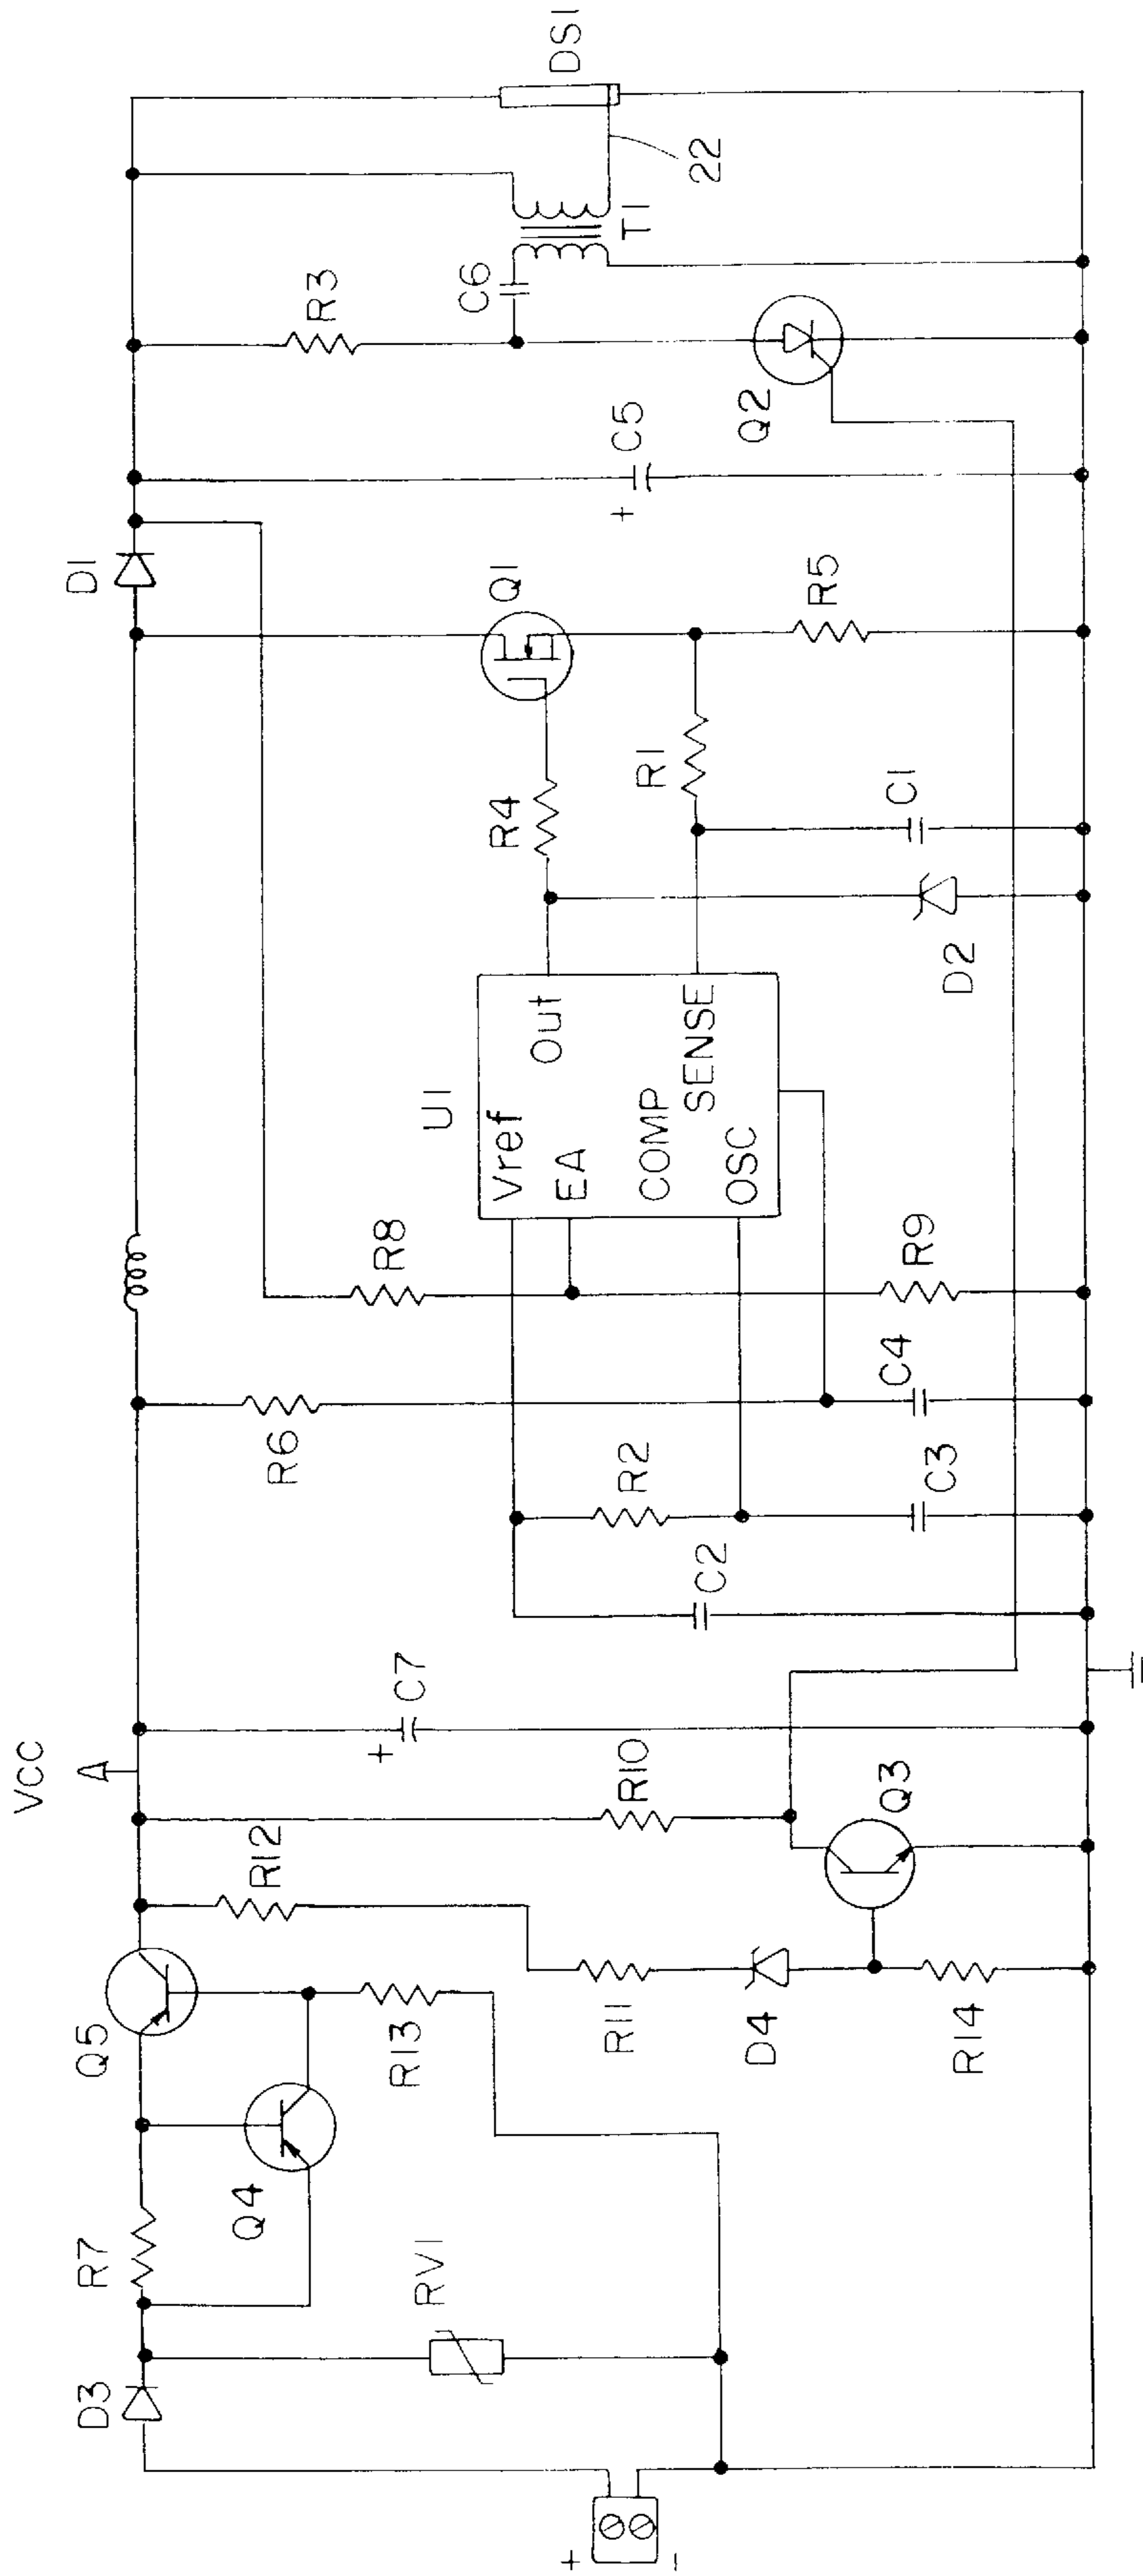 VCC
D3
R7
Q4
Q5
RV1
R13
R12
R11
D4
R14
R10
Q3
C7
C2
R2
C3
R6
C4
R8
R9
U1
Vref
EA
COMP
OSC
Out
SENSE
R4
R1
D2
C1
D1
Q1
R5
C5
+
Q2
R3
C6
T1
22
DS1
+
+
-